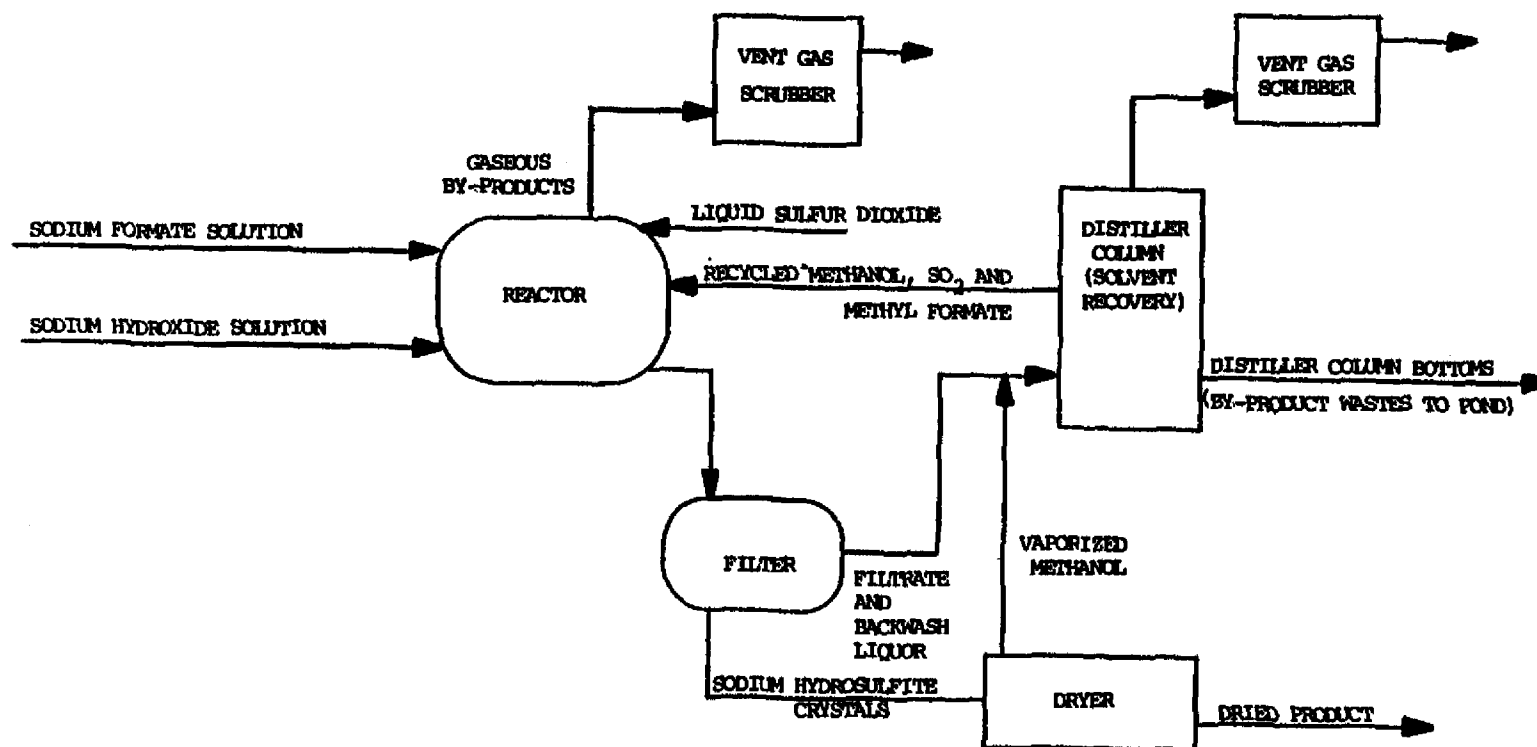 VENT GAS
SCRUBBER
VENT GAS
SCRUBBER
GASEOUS
BY-PRODUCTS
LIQUID SULFUR DIOXIDE
SODIUM FORMATE SOLUTION
DISTILLER
COLUMN
(SOLVENT
RECOVERY)
REACTOR
RECYCLED METHANOL, SO2 AND
METHYL FORMATE
SODIUM HYDROXIDE SOLUTION
DISTILLER COLUMN BOTTOMS
(BY-PRODUCT WASTES TO POND)
FILTER
FILTRATE
AND
BACKWASH
LIQUOR
VAPORIZED
METHANOL
SODIUM HYDROSULFITE
CRYSTALS
DRYER
DRIED PRODUCT